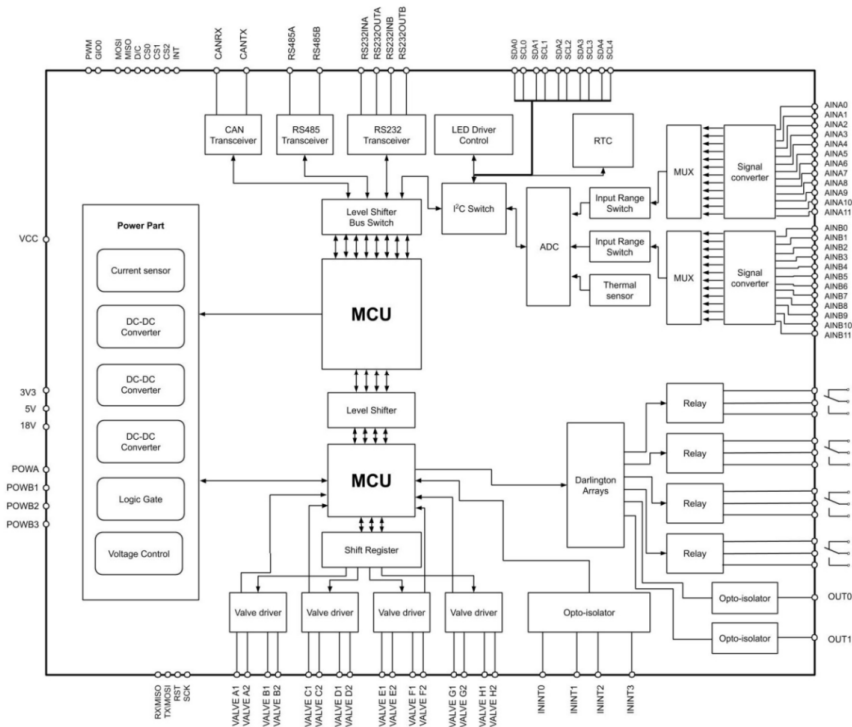 PWM
GIO0
MOSI
MISO
D/C
CS0
CS1
CS2
INT
CANRX
CANTX
RS485A
RS485B
RS232INA
RS232OUTA
RS232INB
RS232OUTB
SDA0
SCL0
SDA1
SCL1
SDA2
SCL2
SDA3
SCL3
SDA4
SCL4
CAN
Transceiver
RS485
Transceiver
RS232
Transceiver
LED Driver
Control
RTC
MUX
Signal
converter
AINA0
AINA1
AINA2
AINA3
AINA4
AINA5
AINA6
AINA7
AINA8
AINA9
AINA10
AINA11
Level Shifter
Bus Switch
I²C Switch
ADC
Input Range
Switch
Input Range
Switch
Thermal
sensor
MUX
Signal
converter
AINB0
AINB1
AINB2
AINB3
AINB4
AINB5
AINB6
AINB7
AINB8
AINB9
AINB10
AINB11
VCC
3V3
5V
18V
POWA
POWB1
POWB2
POWB3
Power Part
Current sensor
DC-DC
Converter
DC-DC
Converter
DC-DC
Converter
Logic Gate
Voltage Control
MCU
Level Shifter
MCU
Shift Register
Darlington
Arrays
Relay
Relay
Relay
Relay
Opto-isolator
OUT0
Opto-isolator
OUT1
Valve driver
Valve driver
Valve driver
Valve driver
Opto-isolator
RX\MISO
TX\MOSI
RST
SCK
VALVE A1
VALVE A2
VALVE B1
VALVE B2
VALVE C1
VALVE C2
VALVE D1
VALVE D2
VALVE E1
VALVE E2
VALVE F1
VALVE F2
VALVE G1
VALVE G2
VALVE H1
VALVE H2
ININT0
ININT1
ININT2
ININT3